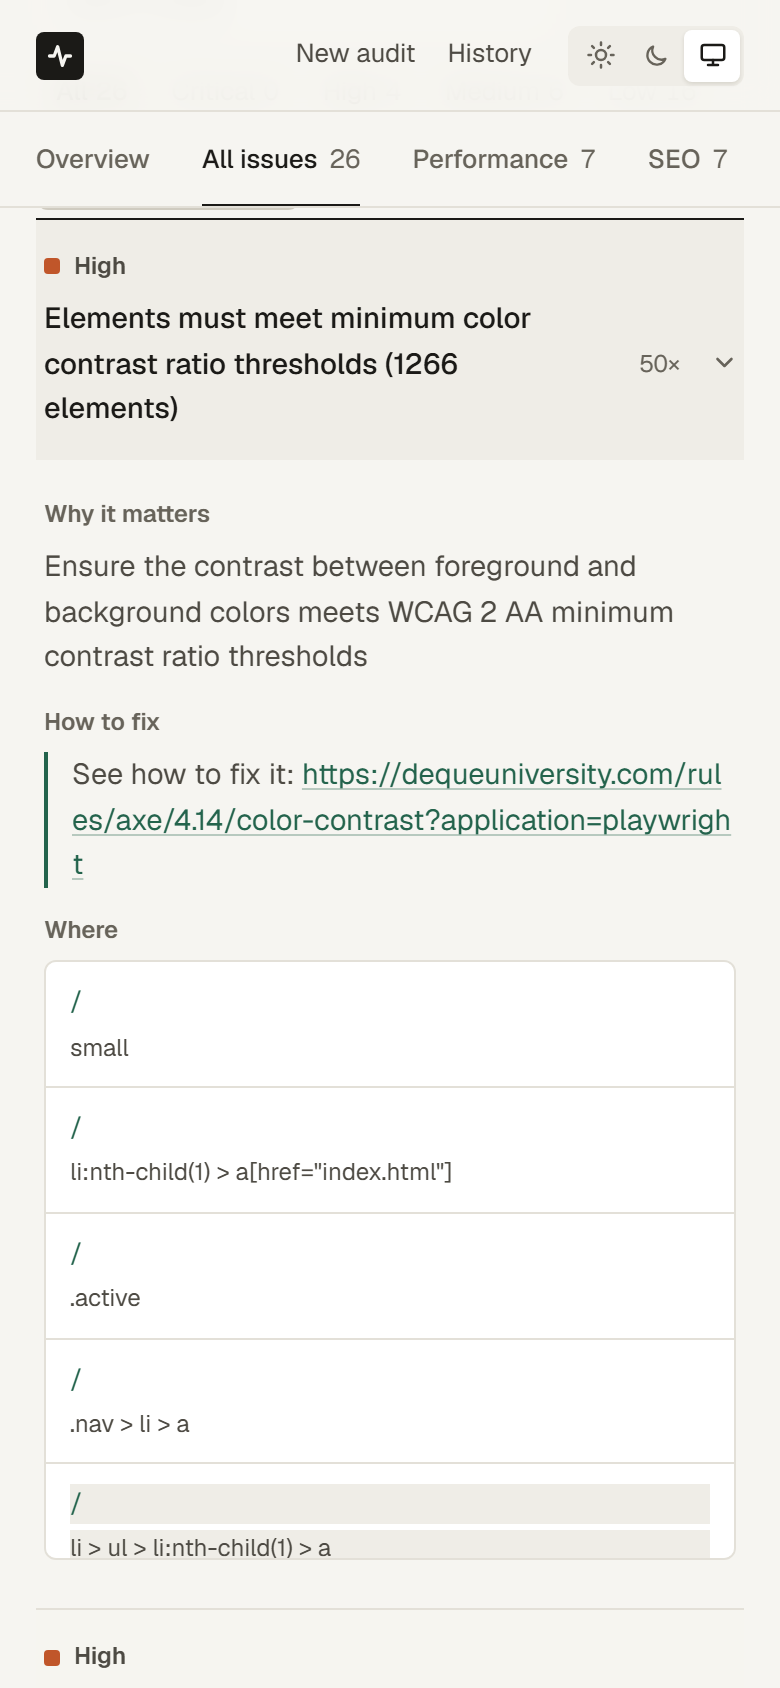 New audit History
Overview All issues 26 Performance 7 SEO 7
High
Elements must meet minimum color
contrast ratio thresholds (1266
elements)
50×
Why it matters
Ensure the contrast between foreground and
background colors meets WCAG 2 AA minimum
contrast ratio thresholds
How to fix
See how to fix it: https://dequeuniversity.com/rul
es/axe/4.14/color-contrast?application=playwrigh
t
Where
/
small
/
li:nth-child(1) > a[href="index.html"]
/
.active
/
.nav > li > a
/
li > ul > li:nth-child(1) > a
High